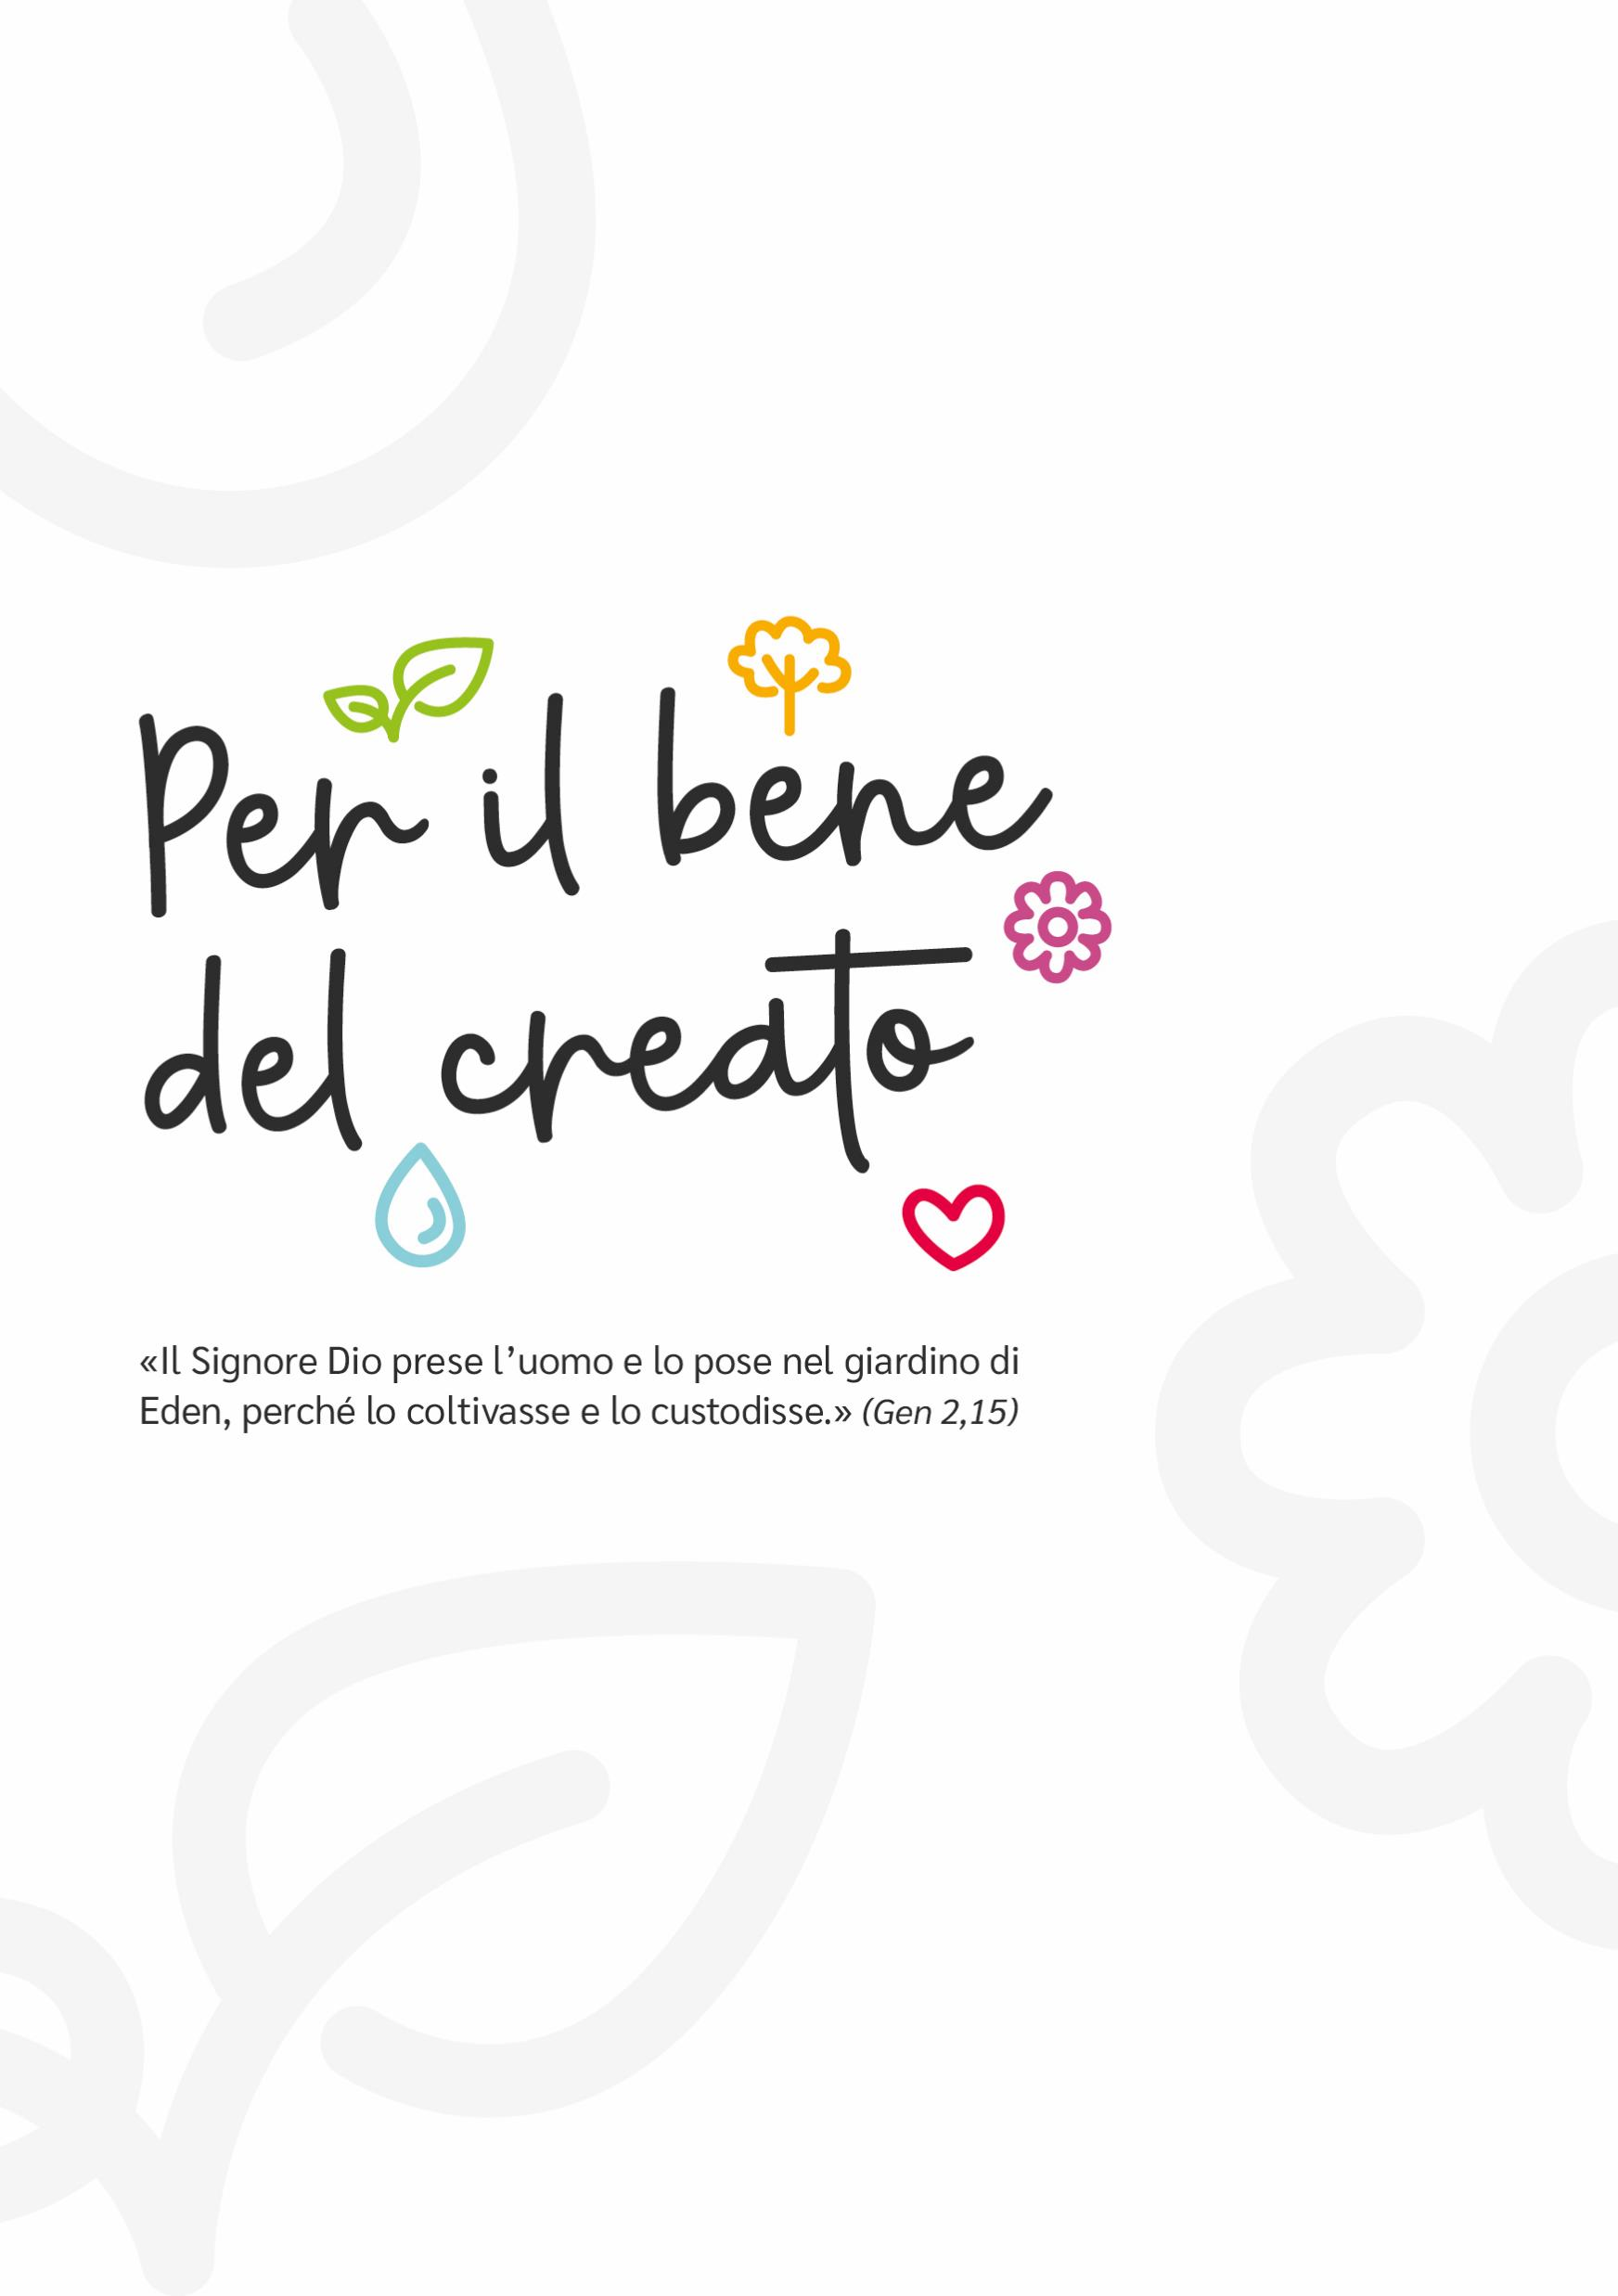 Per il bene
del creato
«Il Signore Dio prese l’uomo e lo pose nel giardino di
Eden, perché lo coltivasse e lo custodisse.» (Gen 2,15)